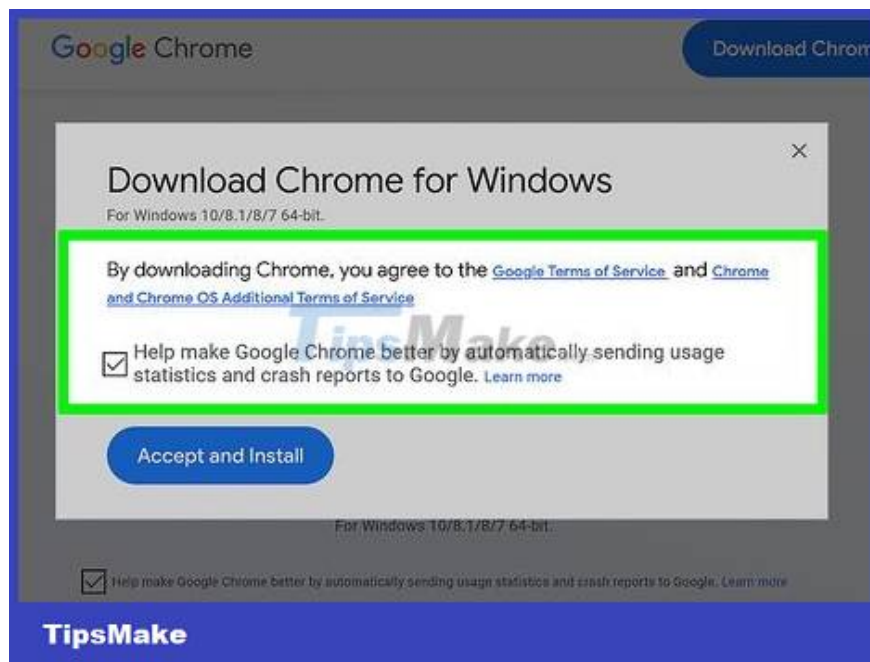 Google Chrome
Download Chrom
Download Chrome for Windows
For Windows 10/8.1/8/7 64-bit.
By downloading Chrome, you agree to the Google Terms of Service and Chrome
and Chrome OS Additional Terms of Service
TipsMake
Help make Google Chrome better by automatically sending usage
statistics and crash reports to Google. Learn more
Accept and Install
For Windows 10/8.1/8/7 64-bit.
Help make Google Chrome better by automatically sending usage statistics and crash reports to Google. Learn more
TipsMake